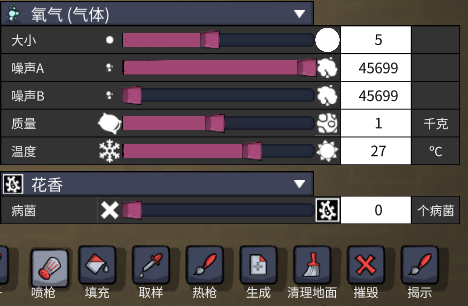 氧气 (气体)
大小 5
噪声A 45699
噪声B 45699
质量 1 千克
温度 27 ºC
花香
病菌 0 个病菌
喷枪 填充 取样 热枪 生成 清理地面 摧毁 揭示